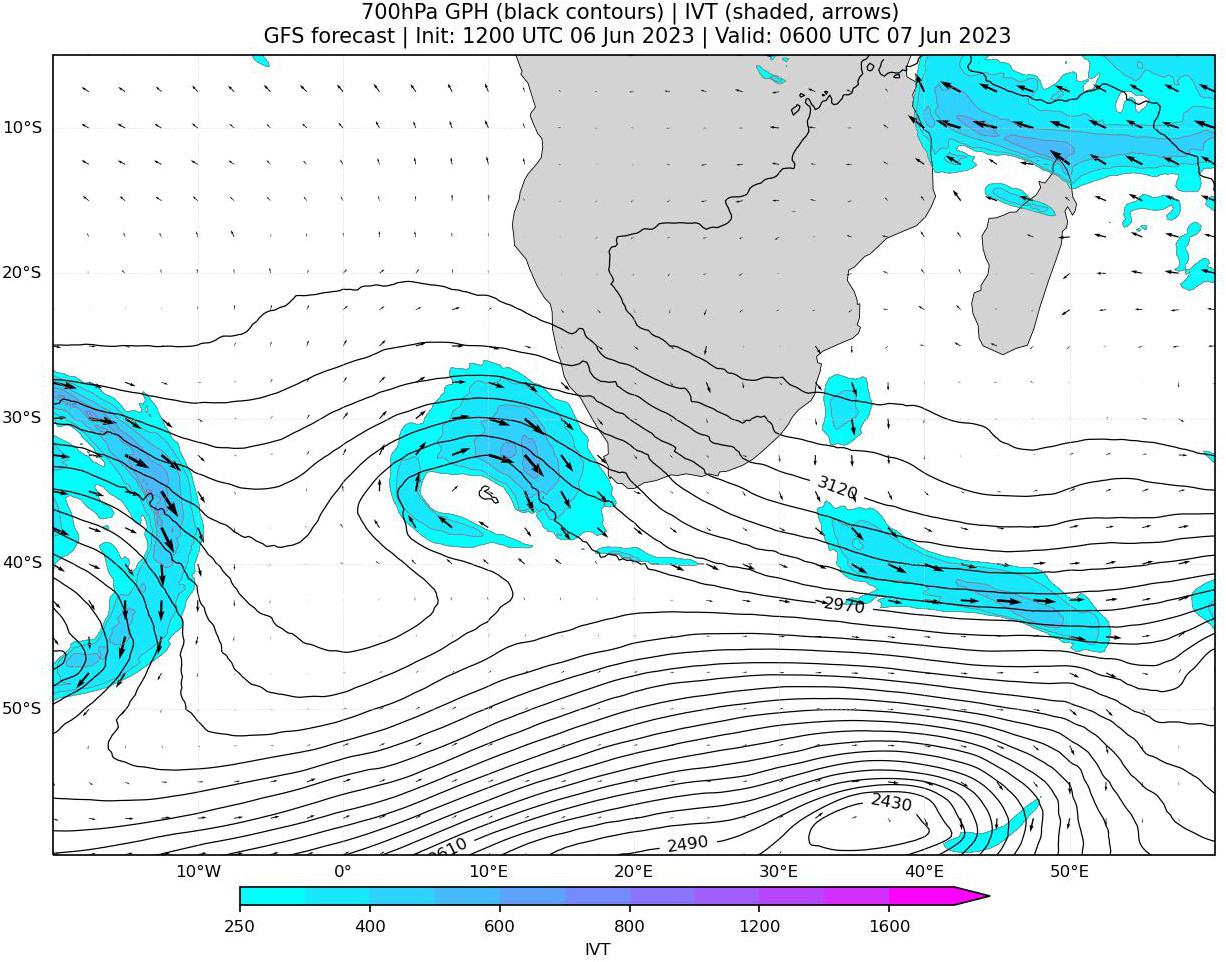 700hPa GPH (black contours) | IVT (shaded, arrows)
GFS forecast | Init: 1200 UTC 06 Jun 2023 | Valid: 0600 UTC 07 Jun 2023
10°S
20°S
30°S
3120
40°S
2970
50°S
2430
2610 2490
10°W 0° 10°E 20°E 30°E 40°E 50°E
250 400 600 800 1200 1600
IVT